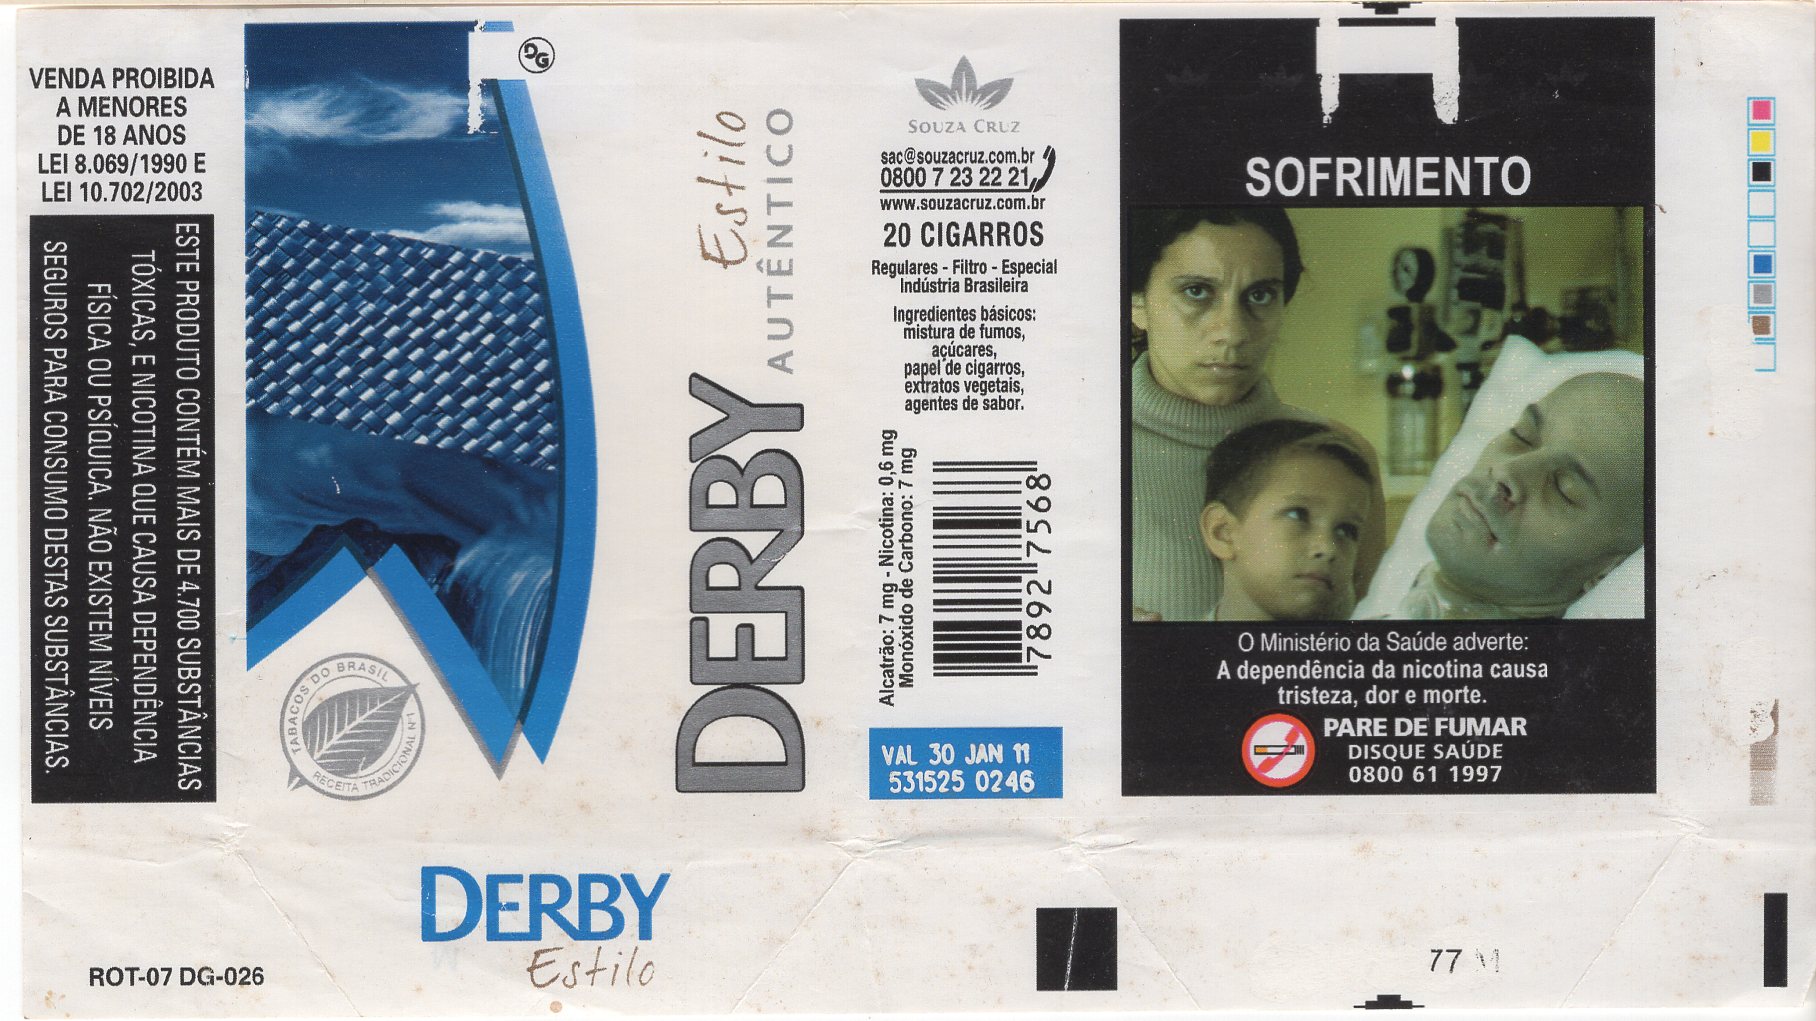 VENDA PROIBIDA
A MENORES
DE 18 ANOS
LEI 8.069/1990 E
LEI 10.702/2003
ESTE PRODUTO CONTÉM MAIS DE 4.700 SUBSTÂNCIAS
TÓXICAS, E NICOTINA QUE CAUSA DEPENDÊNCIA
FÍSICA OU PSÍQUICA. NÃO EXISTEM NÍVEIS
SEGUROS PARA CONSUMO DESTAS SUBSTÂNCIAS.
DG
TABACOS DO BRASIL
RECEITA TRADICIONAL Nº1
DERBY
Estilo
AUTÊNTICO
SOUZA CRUZ
sac@souzacruz.com.br
0800 7 23 22 21
www.souzacruz.com.br
20 CIGARROS
Regulares - Filtro - Especial
Indústria Brasileira
Ingredientes básicos:
mistura de fumos,
açúcares,
papel de cigarros,
extratos vegetais,
agentes de sabor.
Alcatrão: 7 mg - Nicotina: 0,6 mg
Monóxido de Carbono: 7 mg
78927568
VAL 30 JAN 11
531525 0246
SOFRIMENTO
O Ministério da Saúde adverte:
A dependência da nicotina causa
tristeza, dor e morte.
PARE DE FUMAR
DISQUE SAÚDE
0800 61 1997
DERBY
Estilo
ROT-07 DG-026
77